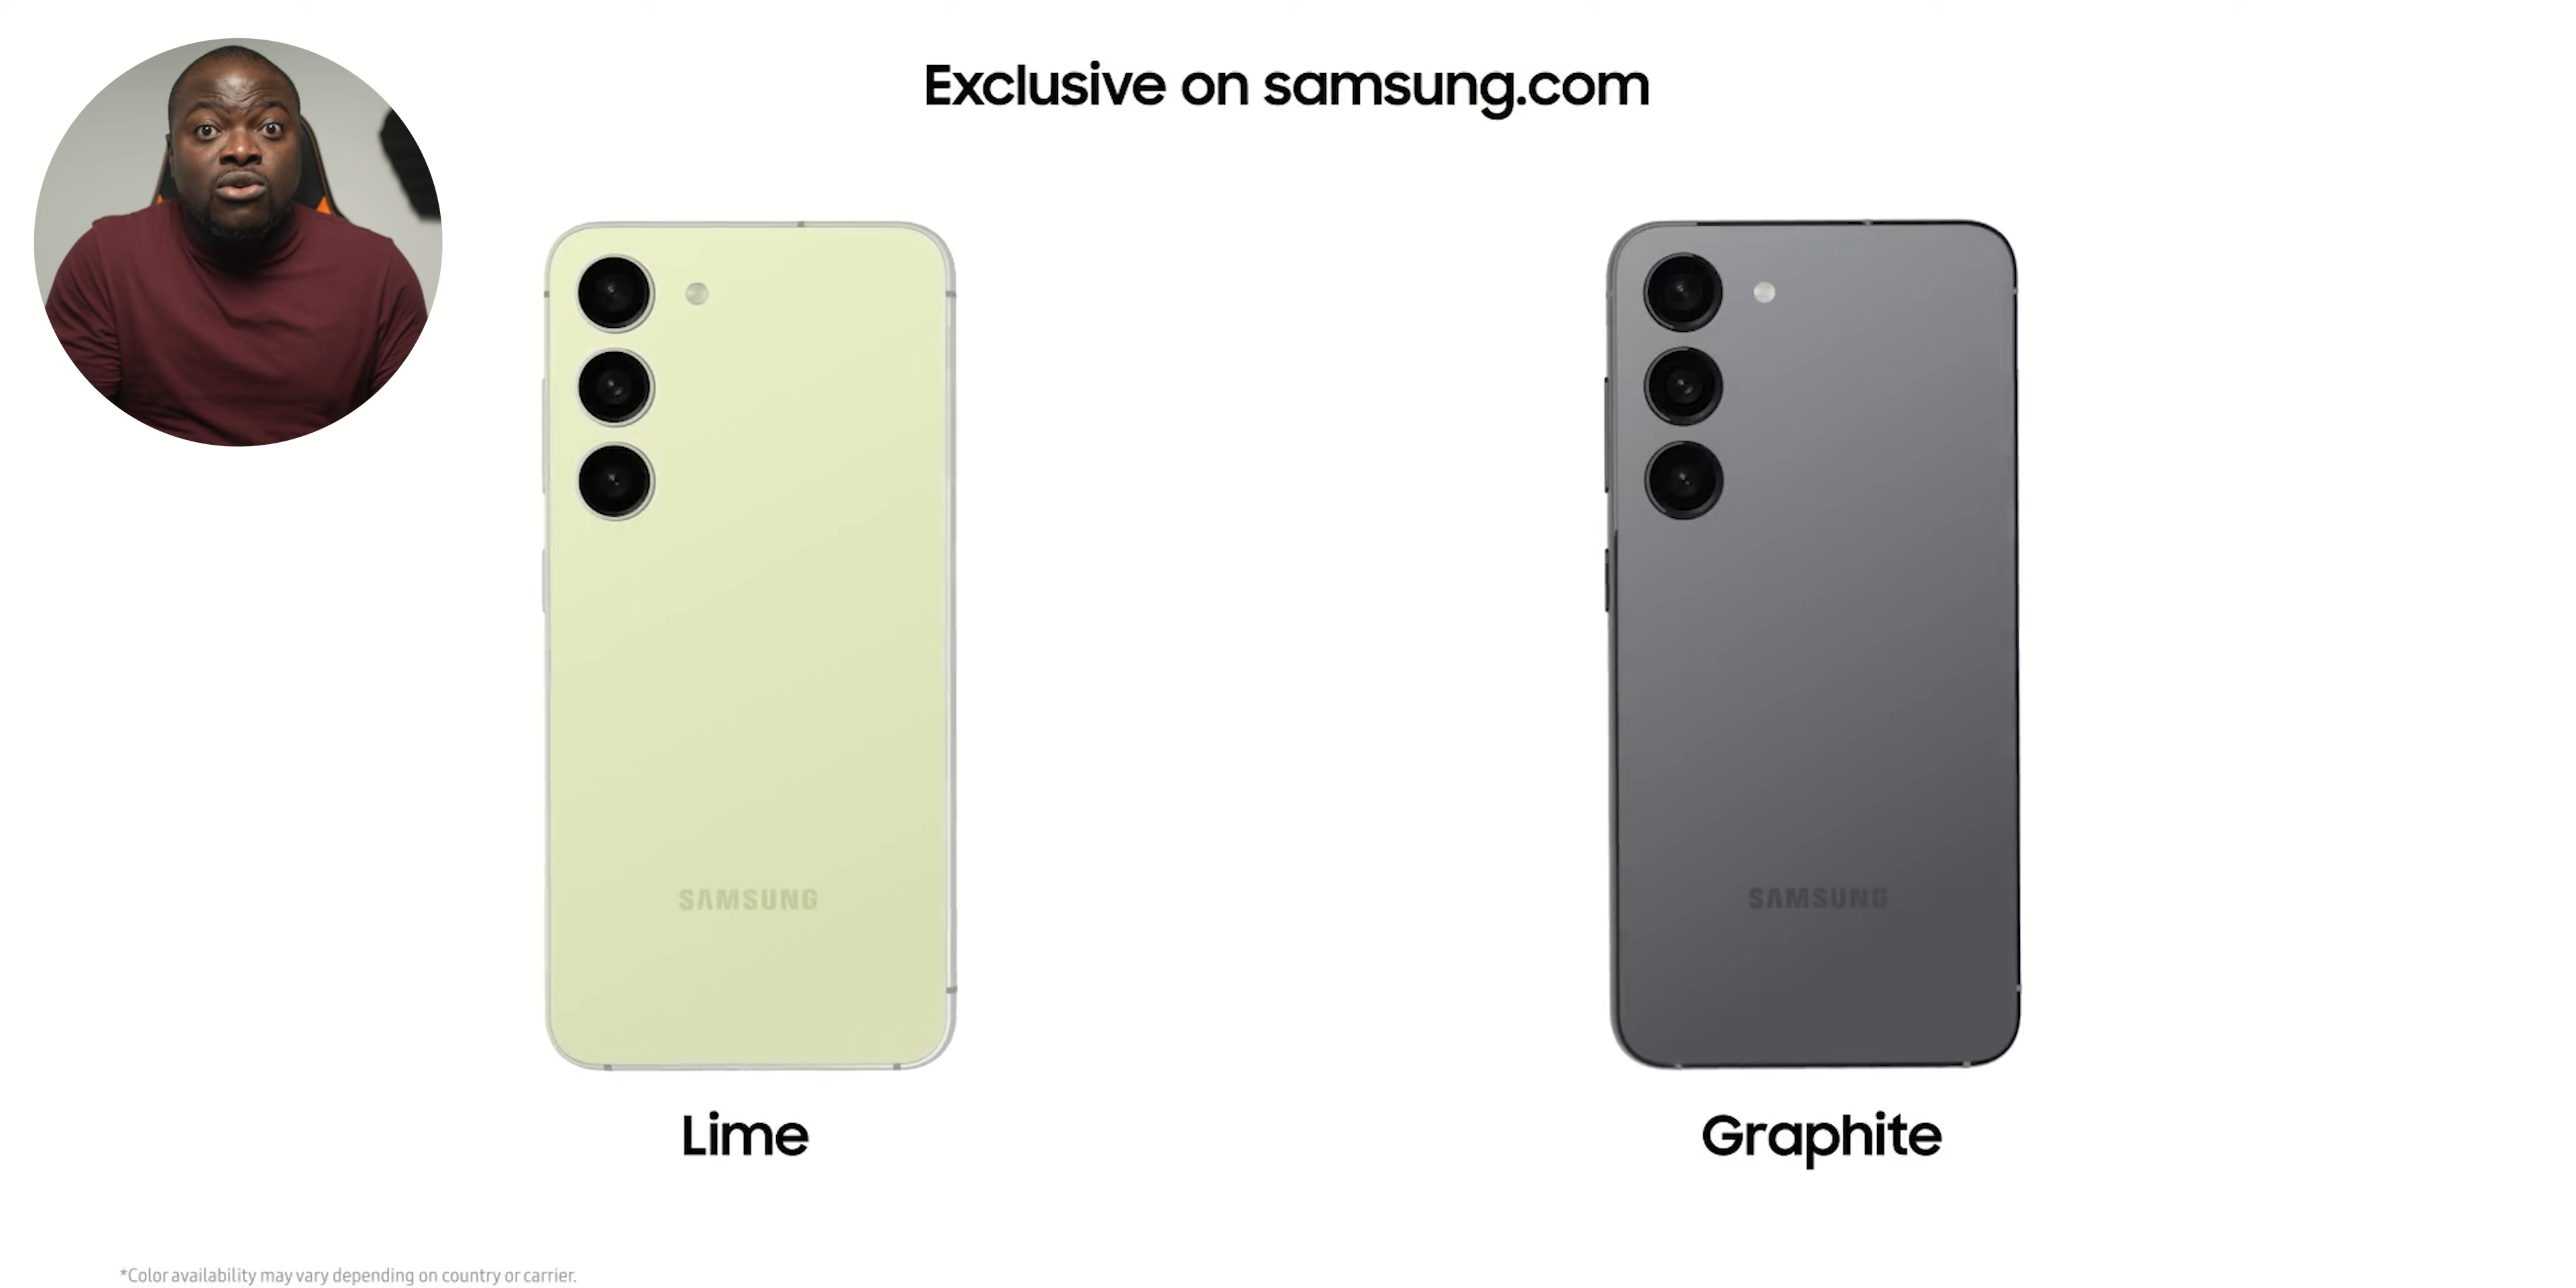 Exclusive on samsung.com
SAMSUNG
SAMSUNG
Lime
Graphite
*Color availability may vary depending on country or carrier.